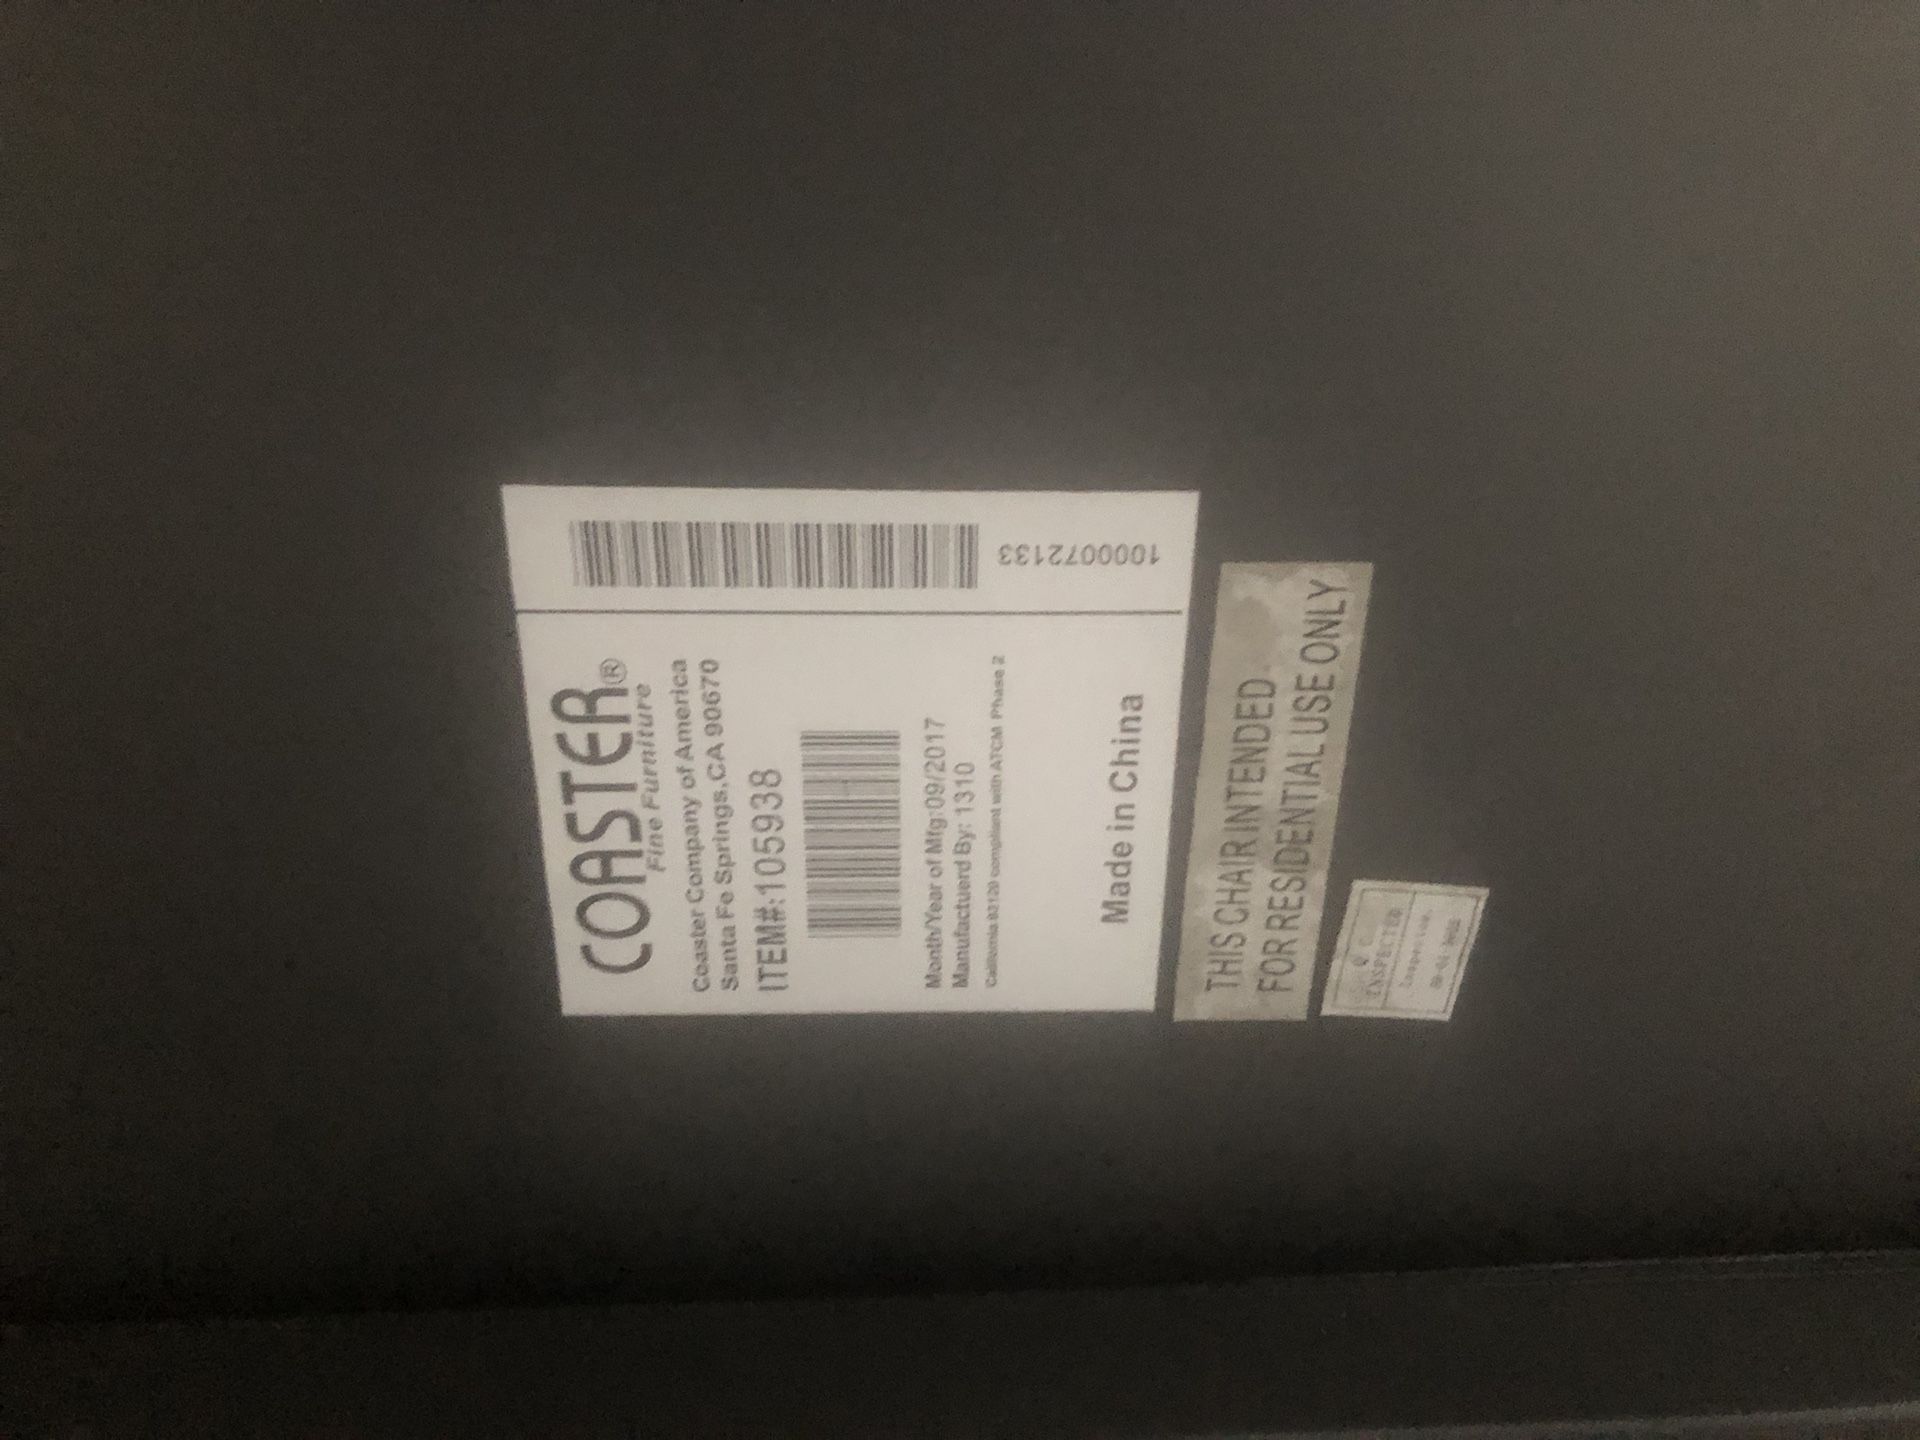 COASTER®
Fine Furniture
Coaster Company of America
Santa Fe Springs,CA 90670
ITEM#:105938
Month/Year of Mfg:09/2017
Manufactuerd By: 1310
California 93120 compliant with ATCM Phase 2
Made in China
1000072133
THIS CHAIR INTENDED
FOR RESIDENTIAL USE ONLY
Q C
INSPECTED